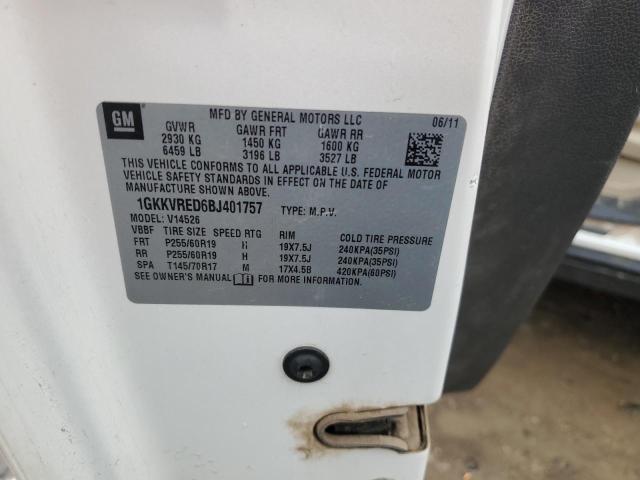 GM
MFD BY GENERAL MOTORS LLC 06/11
GVWR GAWR FRT GAWR RR
2930 KG 1450 KG 1600 KG
6459 LB 3196 LB 3527 LB
THIS VEHICLE CONFORMS TO ALL APPLICABLE U.S. FEDERAL MOTOR
VEHICLE SAFETY STANDARDS IN EFFECT ON THE DATE OF
MANUFACTURE SHOWN ABOVE.
1GKKVRED6BJ401757 TYPE: M.P.V.
MODEL: V14526
VBBF TIRE SIZE SPEED RTG RIM COLD TIRE PRESSURE
FRT P255/60R19 H 19X7.5J 240KPA(35PSI)
RR P255/60R19 H 19X7.5J 240KPA(35PSI)
SPA T145/70R17 M 17X4.5B 420KPA(60PSI)
SEE OWNER'S MANUAL FOR MORE INFORMATION.